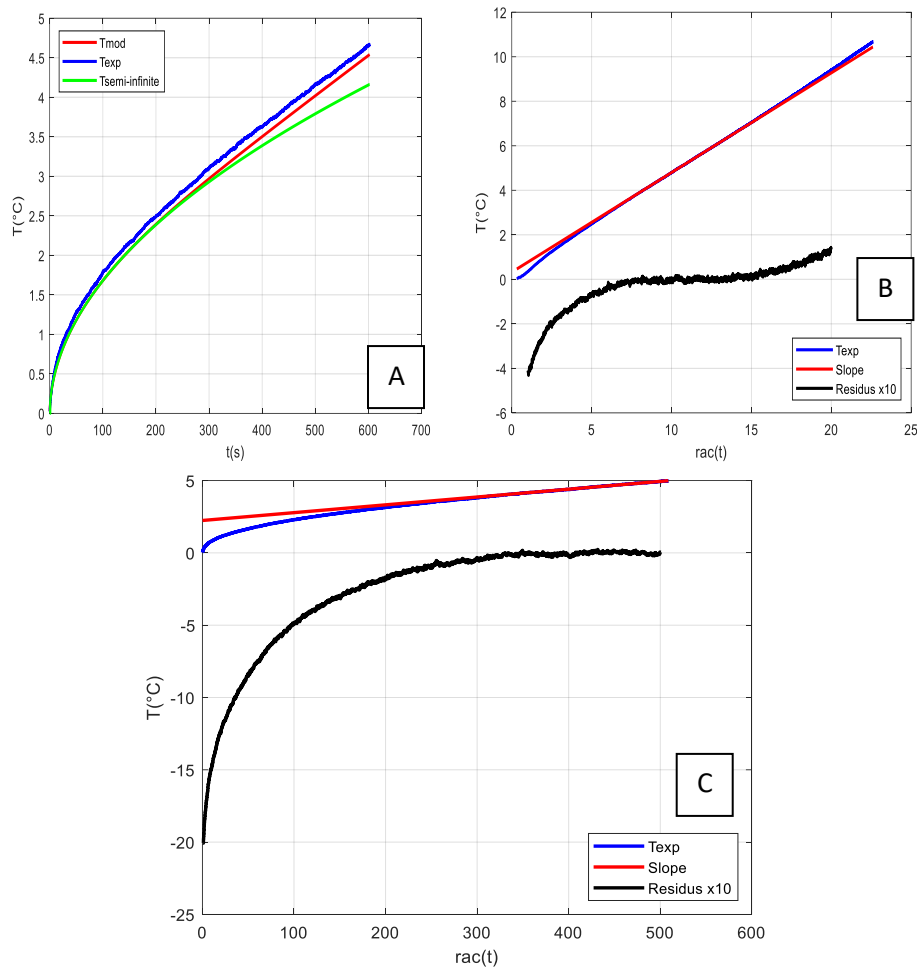 5
4.5
4
3.5
3
2.5
2
1.5
1
0.5
0
T(°C)
Tmod
Texp
Tsemi-infinite
A
0 100 200 300 400 500 600 700
t(s)
12
10
8
6
4
2
0
-2
-4
-6
T(°C)
B
Texp
Slope
Residus x10
0 5 10 15 20 25
rac(t)
5
0
-5
-10
-15
-20
-25
T(°C)
C
Texp
Slope
Residus x10
0 100 200 300 400 500 600
rac(t)